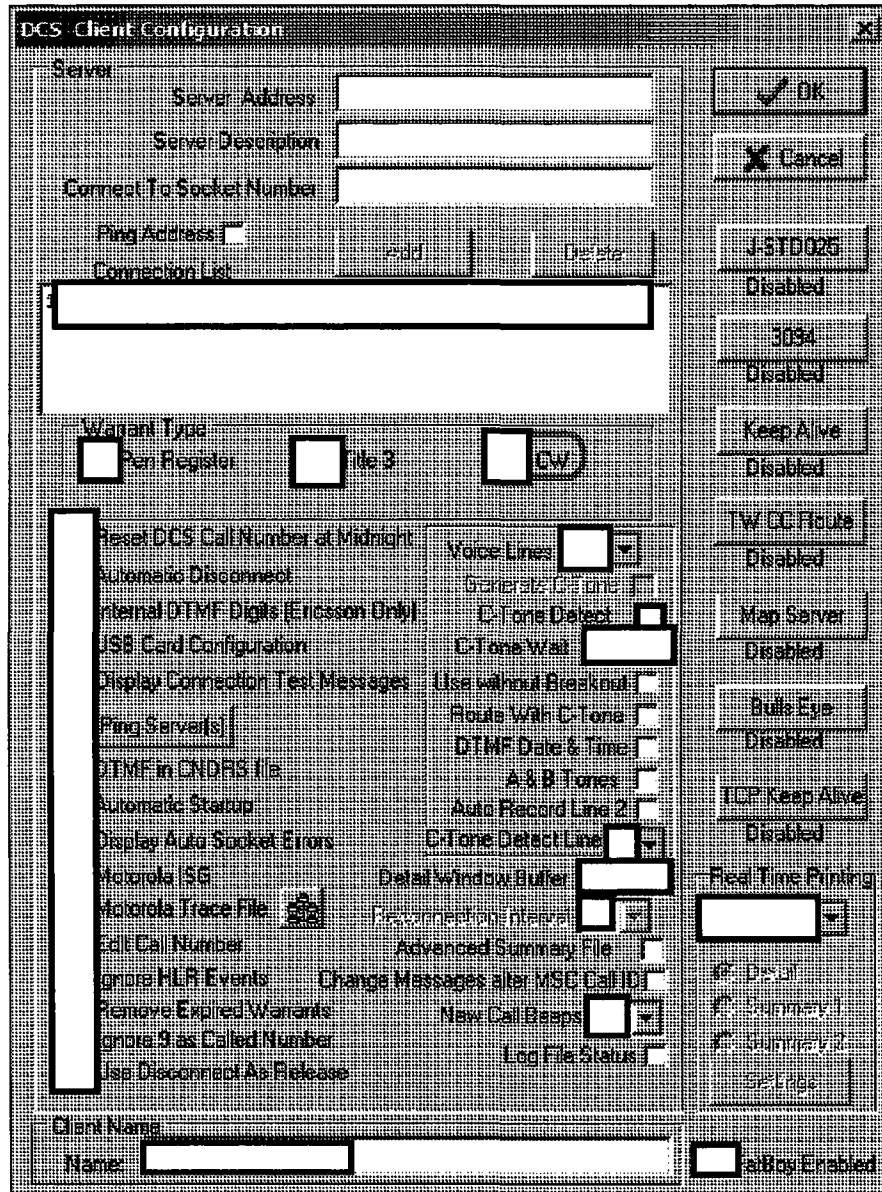 DCS Client Configuration
Server
Server Address
Server Description
Connect To Socket Number
Ping Address
Add
Delete
Connection List
Warrant Type
Pen Register
Title 3
CW
Reset DCS Call Number at Midnight
Automatic Disconnect
Internal DTMF Digits (Ericsson Only)
USB Card Configuration
Display Connection Test Messages
Ping Server(s)
DTMF in CNDRS file
Automatic Startup
Display Auto Socket Errors
Motorola ISG
Motorola Trace File
Edit Call Number
Ignore HLR Events
Remove Expired Warrants
Ignore 9 as Called Number
Use Disconnect As Release
Voice Lines
Generate C-Tone
C-Tone Detect
C-Tone Wait
Use without Breakout
Route With C-Tone
DTMF Date & Time
A & B Tones
Auto Record Line 2
C-Tone Detect Line
Detail Window Buffer
Reconnection Interval
Advanced Summary File
Change Messages after MSC Call ID
New Call Beeps
Log File Status
OK
Cancel
J-STD025
Disabled
3094
Disabled
Keep Alive
Disabled
TW CC Route
Disabled
Map Server
Disabled
Bulls Eye
Disabled
TCP Keep Alive
Disabled
Real Time Printing
Detail
Summary 1
Summary 2
Settings
Client Name
Name:
atBoy Enabled